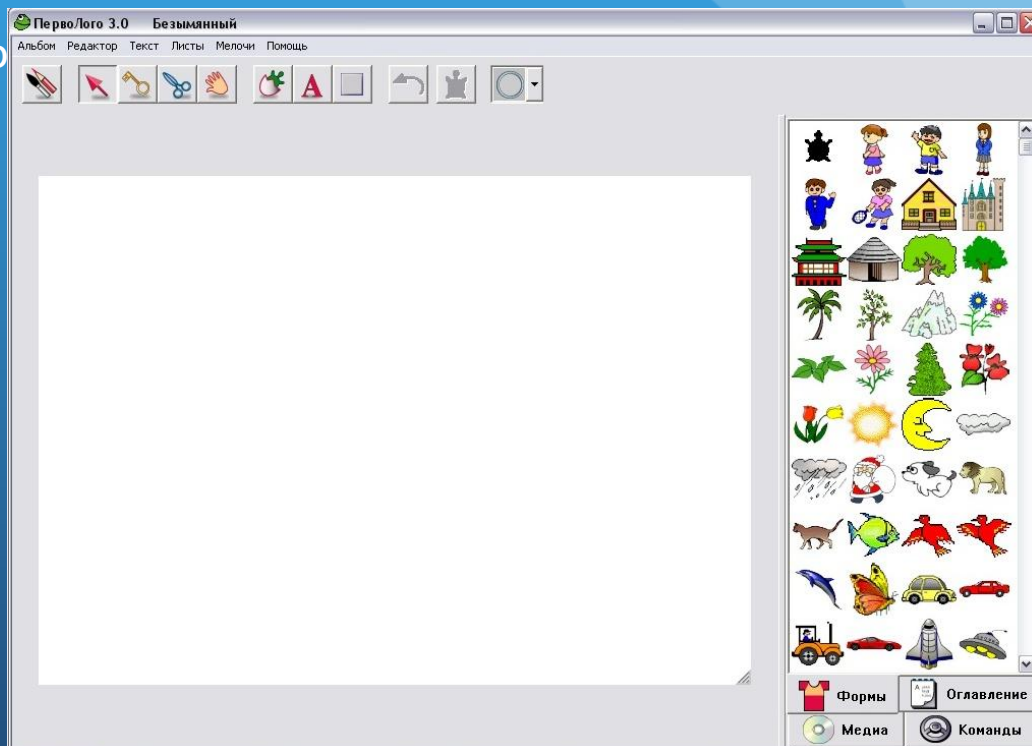 ПервоЛого 3.0 Безымянный
Альбом Редактор Текст Листы Мелочи Помощь
A
Формы
Оглавление
Медиа
Команды